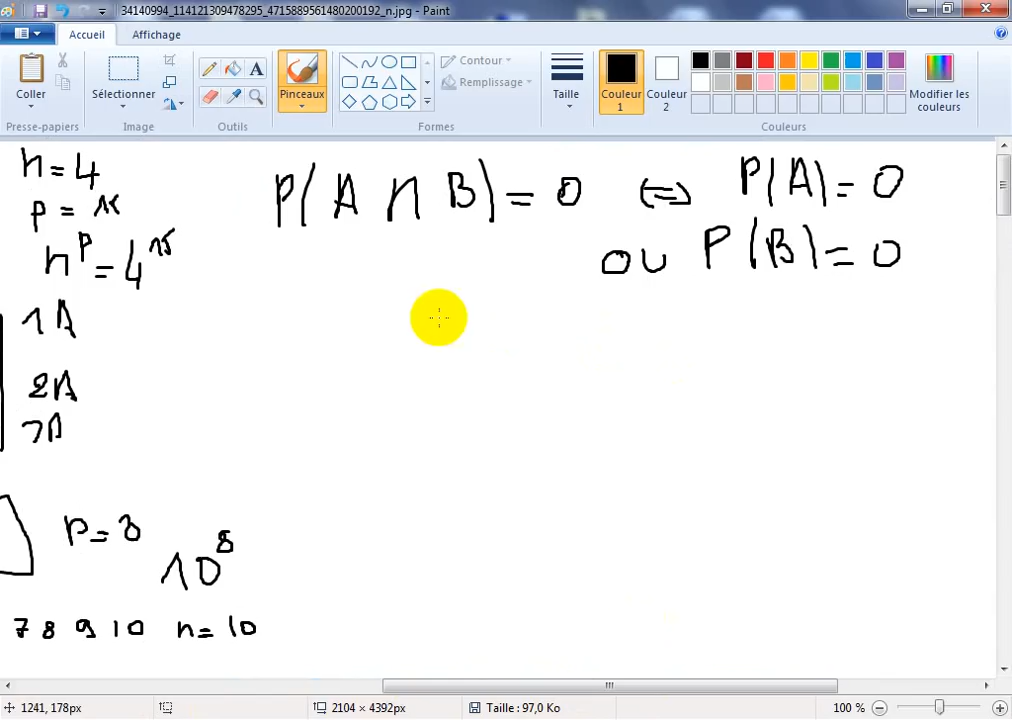 34140994_114121309478295_4715889561480200192_n.jpg - Paint
Accueil
Affichage
Coller
Sélectionner
Pinceaux
Contour
Remplissage
Taille
Couleur 1
Couleur 2
Modifier les couleurs
Presse-papiers
Image
Outils
Formes
Couleurs
n = 4
P( A ∩ B) = 0 ⇔ P(A) = 0
ou P(B) = 0
n^p = 4^15
1A
2A
P = 8
10^8
7 8 9 10 n = 10
1241, 178px
2104 × 4392px
Taille : 97,0 Ko
100 %